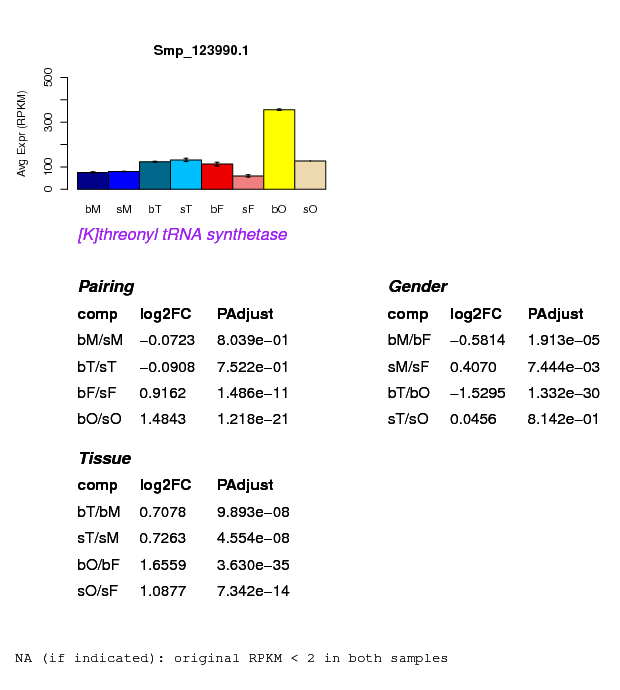 Smp_123990.1
Avg Expr (RPKM)
500
300
100
0
bM sM bT sT bF sF bO sO
[K]threonyl tRNA synthetase
Pairing
comp log2FC PAdjust
bM/sM −0.0723 8.039e−01
bT/sT −0.0908 7.522e−01
bF/sF 0.9162 1.486e−11
bO/sO 1.4843 1.218e−21
Gender
comp log2FC PAdjust
bM/bF −0.5814 1.913e−05
sM/sF 0.4070 7.444e−03
bT/bO −1.5295 1.332e−30
sT/sO 0.0456 8.142e−01
Tissue
comp log2FC PAdjust
bT/bM 0.7078 9.893e−08
sT/sM 0.7263 4.554e−08
bO/bF 1.6559 3.630e−35
sO/sF 1.0877 7.342e−14
NA (if indicated): original RPKM < 2 in both samples